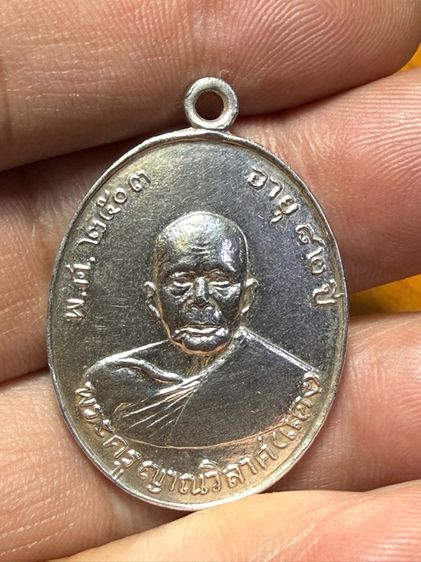 พ.ศ. ๒๕๐๓
อายุ ๘๒ ปี
พระครูญาณวิลาศ (แดง)